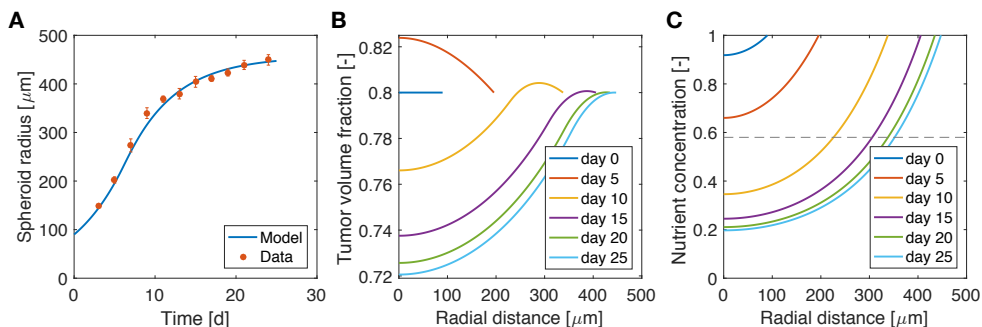 A
500
400
300
200
100
0
0
10
20
30
Spheroid radius [μm]
Time [d]
Model
Data
B
0.82
0.8
0.78
0.76
0.74
0.72
0
100
200
300
400
500
Tumor volume fraction [-]
Radial distance [μm]
day 0
day 5
day 10
day 15
day 20
day 25
C
1
0.8
0.6
0.4
0.2
0
0
100
200
300
400
500
Nutrient concentration [-]
Radial distance [μm]
day 0
day 5
day 10
day 15
day 20
day 25